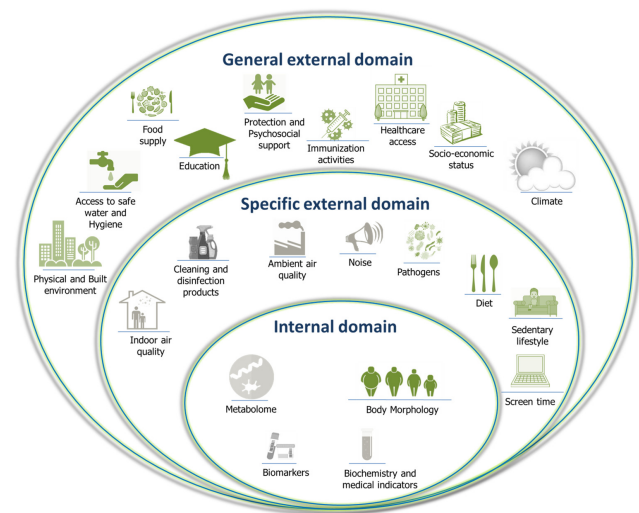 General external domain
Food
supply
Education
Protection and
Psychosocial
support
Immunization
activities
Healthcare
access
Socio-economic
status
Climate
Access to safe
water and
Hygiene
Physical and Built
environment
Specific external domain
Cleaning and
disinfection
products
Ambient air
quality
Noise
Pathogens
Diet
Sedentary
lifestyle
Screen time
Indoor air
quality
Internal domain
Metabolome
Body Morphology
Biomarkers
Biochemistry and
medical indicators